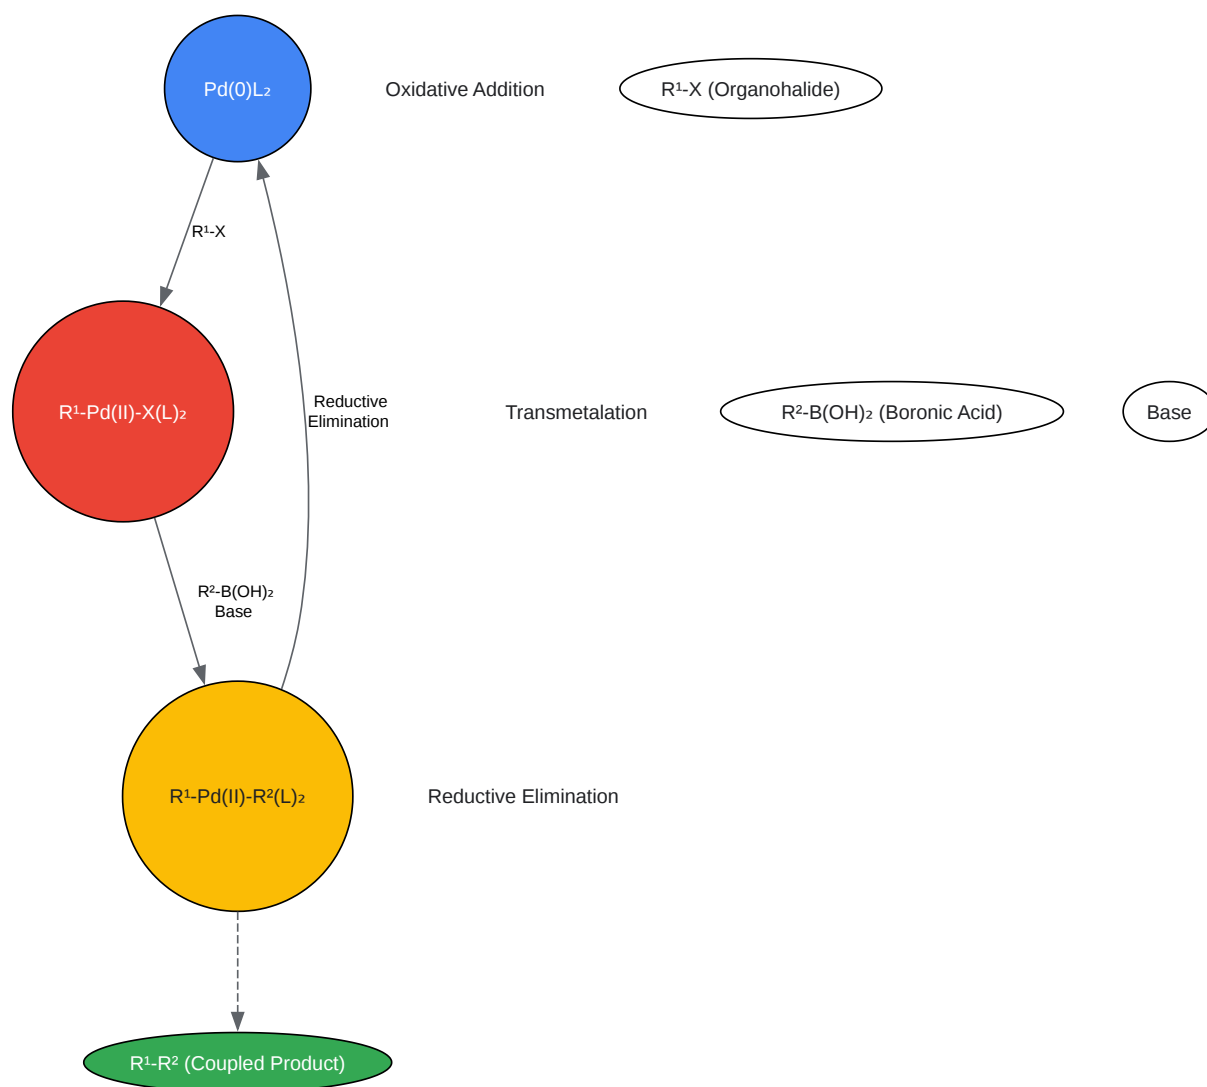 Pd(0)L₂
Oxidative Addition
R¹-X (Organohalide)
R¹-X
Reductive
Elimination
R¹-Pd(II)-X(L)₂
Transmetalation
R²-B(OH)₂ (Boronic Acid)
Base
R²-B(OH)₂
Base
R¹-Pd(II)-R²(L)₂
Reductive Elimination
R¹-R² (Coupled Product)